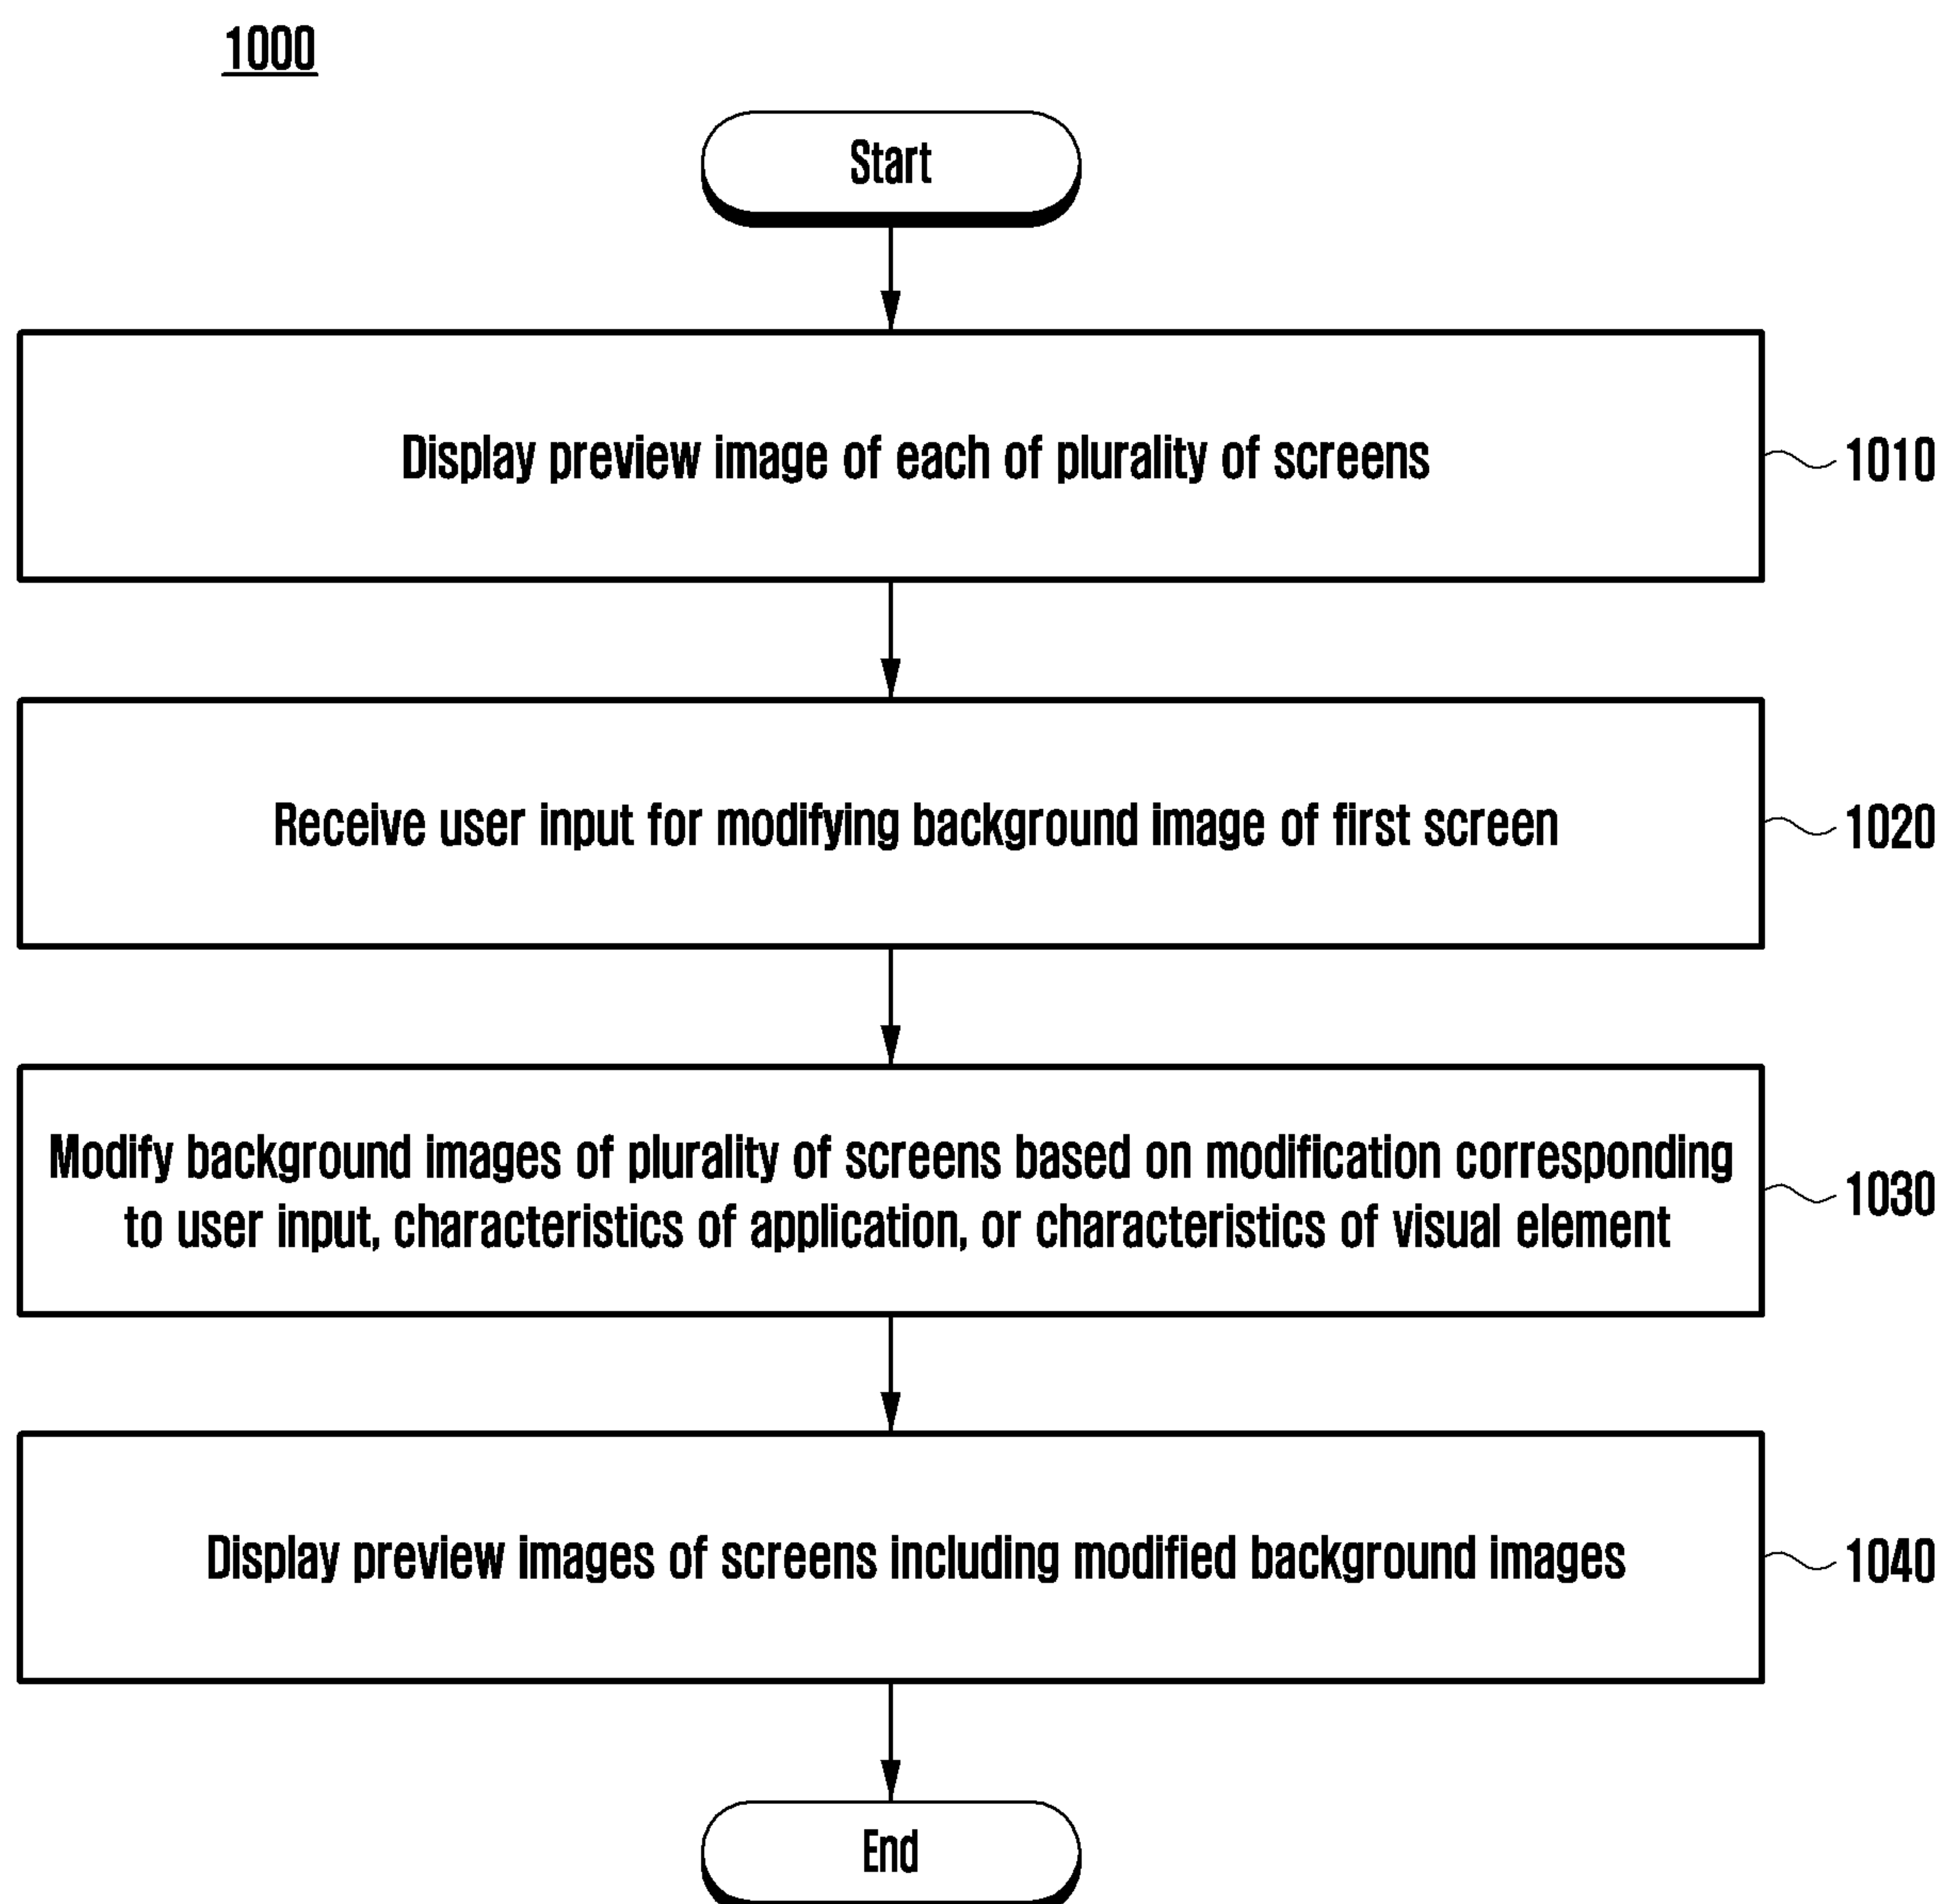 1000
Start
Display preview image of each of plurality of screens
1010
Receive user input for modifying background image of first screen
1020
Modify background images of plurality of screens based on modification corresponding
to user input, characteristics of application, or characteristics of visual element
1030
Display preview images of screens including modified background images
1040
End